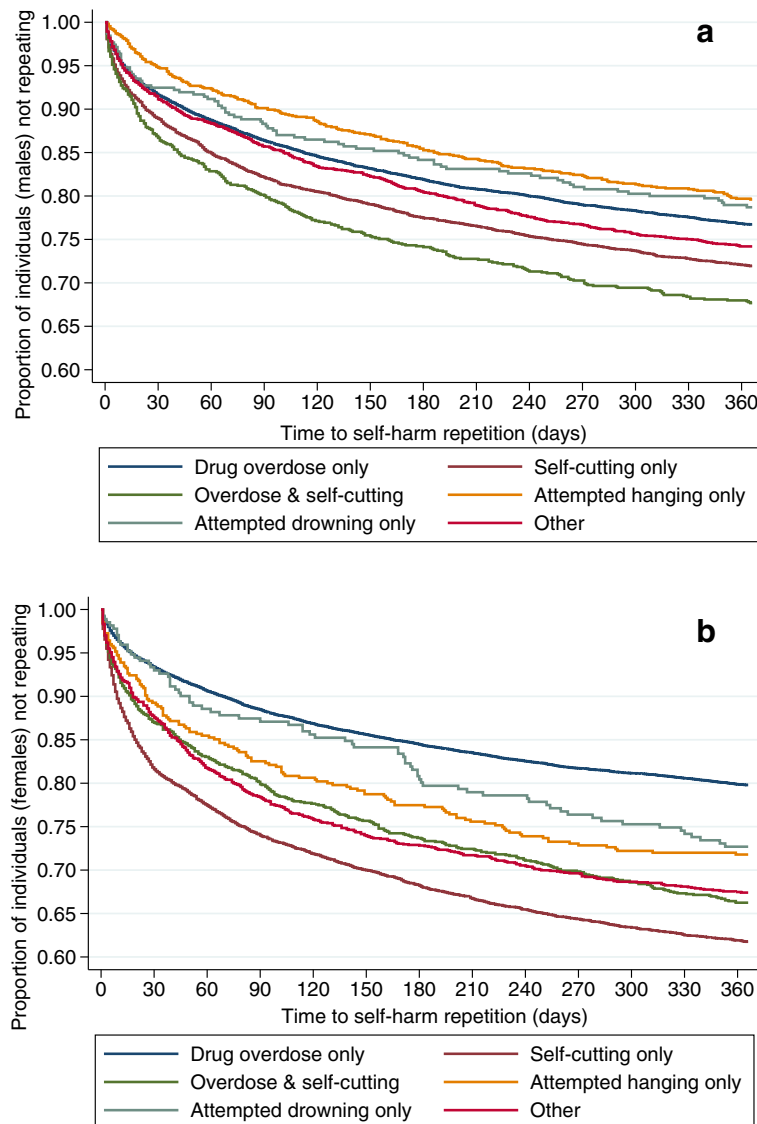 a
Proportion of individuals (males) not repeating
1.00
0.95
0.90
0.85
0.80
0.75
0.70
0.65
0.60
0 30 60 90 120 150 180 210 240 270 300 330 360
Time to self-harm repetition (days)
Drug overdose only Self-cutting only
Overdose & self-cutting Attempted hanging only
Attempted drowning only Other
b
Proportion of individuals (females) not repeating
1.00
0.95
0.90
0.85
0.80
0.75
0.70
0.65
0.60
0 30 60 90 120 150 180 210 240 270 300 330 360
Time to self-harm repetition (days)
Drug overdose only Self-cutting only
Overdose & self-cutting Attempted hanging only
Attempted drowning only Other